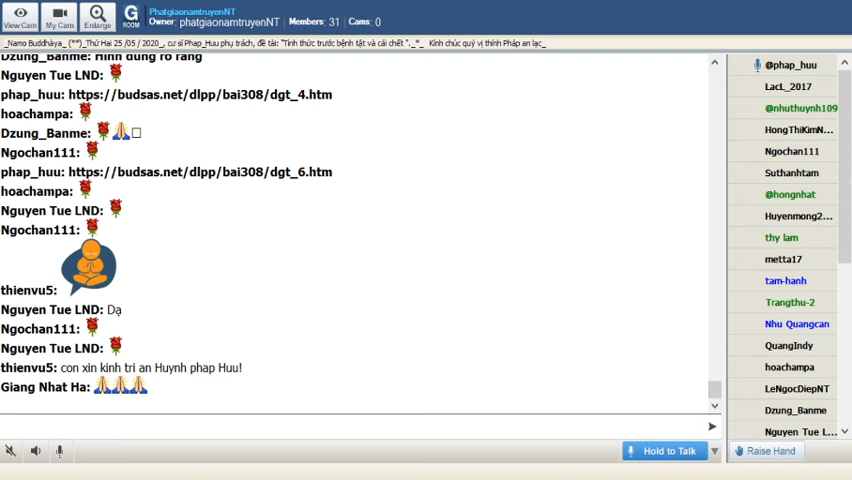 View Cam
My Cams
Enlarge
G
ROOM
PhatgiaonamtruyenNT
Owner: phatgiaonamtruyenNT Members: 31 Cams: 0
_Namo Buddhàya_ (**)_Thứ Hai 25 /05 / 2020_, cư sĩ Phap_Huu phụ trách, đề tài: "Tỉnh thức trước bệnh tật và cái chết "._*_ Kính chúc quý vị thính Pháp an lạc_
Dzung_Banme: Hình dung rõ ràng
Nguyen Tue LND:
phap_huu: https://budsas.net/dlpp/bai308/dgt_4.htm
hoachampa:
Dzung_Banme:
Ngochan111:
phap_huu: https://budsas.net/dlpp/bai308/dgt_6.htm
hoachampa:
Nguyen Tue LND:
Ngochan111:
thienvu5:
Nguyen Tue LND: Dạ
Ngochan111:
Nguyen Tue LND:
thienvu5: con xin kinh tri an Huynh phap Huu!
Giang Nhat Ha:
Hold to Talk
@phap_huu
LacL_2017
@nhuthuynh109
HongThiKimN...
Ngochan111
Suthanhtam
@hongnhat
Huyenmong2...
thy lam
metta17
tam-hanh
Trangthu-2
Nhu Quangcan
QuangIndy
hoachampa
LeNgocDiepNT
Dzung_Banme
Nguyen Tue L...
Raise Hand